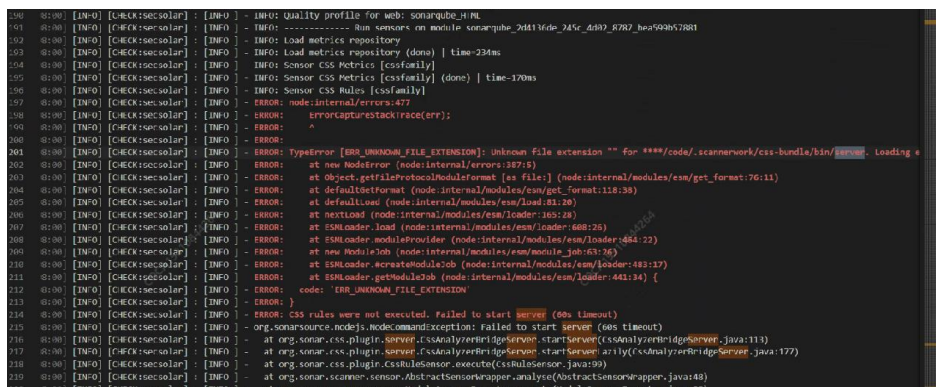 190 8:00] [INFO] [CHECK:secsolar] : [INFO ] - INFO: Quality profile for web: sonarqube_HTML
191 8:00] [INFO] [CHECK:secsolar] : [INFO ] - INFO: ------------- Run sensors on module sonarqube_2d4136de_245c_4d02_8787_bea599b57881
192 8:00] [INFO] [CHECK:secsolar] : [INFO ] - INFO: Load metrics repository
193 8:00] [INFO] [CHECK:secsolar] : [INFO ] - INFO: Load metrics repository (done) | time=234ms
194 8:00] [INFO] [CHECK:secsolar] : [INFO ] - INFO: Sensor CSS Metrics [cssfamily]
195 8:00] [INFO] [CHECK:secsolar] : [INFO ] - INFO: Sensor CSS Metrics [cssfamily] (done) | time=170ms
196 8:00] [INFO] [CHECK:secsolar] : [INFO ] - INFO: Sensor CSS Rules [cssfamily]
197 8:00] [INFO] [CHECK:secsolar] : [INFO ] - ERROR: node:internal/errors:477
198 8:00] [INFO] [CHECK:secsolar] : [INFO ] - ERROR: ErrorCaptureStackTrace(err);
199 8:00] [INFO] [CHECK:secsolar] : [INFO ] - ERROR: ^
200 8:00] [INFO] [CHECK:secsolar] : [INFO ] - ERROR:
201 8:00] [INFO] [CHECK:secsolar] : [INFO ] - ERROR: TypeError [ERR_UNKNOWN_FILE_EXTENSION]: Unknown file extension "" for ****/code/.scannerwork/css-bundle/bin/server. Loading e
202 8:00] [INFO] [CHECK:secsolar] : [INFO ] - ERROR: at new NodeError (node:internal/errors:387:5)
203 8:00] [INFO] [CHECK:secsolar] : [INFO ] - ERROR: at Object.getFileProtocolModuleFormat [as file:] (node:internal/modules/esm/get_format:76:11)
204 8:00] [INFO] [CHECK:secsolar] : [INFO ] - ERROR: at defaultGetFormat (node:internal/modules/esm/get_format:118:38)
205 8:00] [INFO] [CHECK:secsolar] : [INFO ] - ERROR: at defaultLoad (node:internal/modules/esm/load:81:20)
206 8:00] [INFO] [CHECK:secsolar] : [INFO ] - ERROR: at nextLoad (node:internal/modules/esm/loader:165:28)
207 8:00] [INFO] [CHECK:secsolar] : [INFO ] - ERROR: at ESMLoader.load (node:internal/modules/esm/loader:608:26)
208 8:00] [INFO] [CHECK:secsolar] : [INFO ] - ERROR: at ESMLoader.moduleProvider (node:internal/modules/esm/loader:464:22)
209 8:00] [INFO] [CHECK:secsolar] : [INFO ] - ERROR: at new ModuleJob (node:internal/modules/esm/module_job:63:26)
210 8:00] [INFO] [CHECK:secsolar] : [INFO ] - ERROR: at ESMLoader.#createModuleJob (node:internal/modules/esm/loader:483:17)
211 8:00] [INFO] [CHECK:secsolar] : [INFO ] - ERROR: at ESMLoader.getModuleJob (node:internal/modules/esm/loader:441:34) {
212 8:00] [INFO] [CHECK:secsolar] : [INFO ] - ERROR: code: 'ERR_UNKNOWN_FILE_EXTENSION'
213 8:00] [INFO] [CHECK:secsolar] : [INFO ] - ERROR: }
214 8:00] [INFO] [CHECK:secsolar] : [INFO ] - ERROR: CSS rules were not executed. Failed to start server (60s timeout)
215 8:00] [INFO] [CHECK:secsolar] : [INFO ] - org.sonarsource.nodejs.NodeCommandException: Failed to start server (60s timeout)
216 8:00] [INFO] [CHECK:secsolar] : [INFO ] - at org.sonar.css.plugin.server.CssAnalyzerBridgeServer.startServer(CssAnalyzerBridgeServer.java:113)
217 8:00] [INFO] [CHECK:secsolar] : [INFO ] - at org.sonar.css.plugin.server.CssAnalyzerBridgeServer.startServerLazily(CssAnalyzerBridgeServer.java:177)
218 8:00] [INFO] [CHECK:secsolar] : [INFO ] - at org.sonar.css.plugin.CssRuleSensor.execute(CssRuleSensor.java:99)
219 8:00] [INFO] [CHECK:secsolar] : [INFO ] - at org.sonar.scanner.sensor.AbstractSensorWrapper.analyse(AbstractSensorWrapper.java:48)